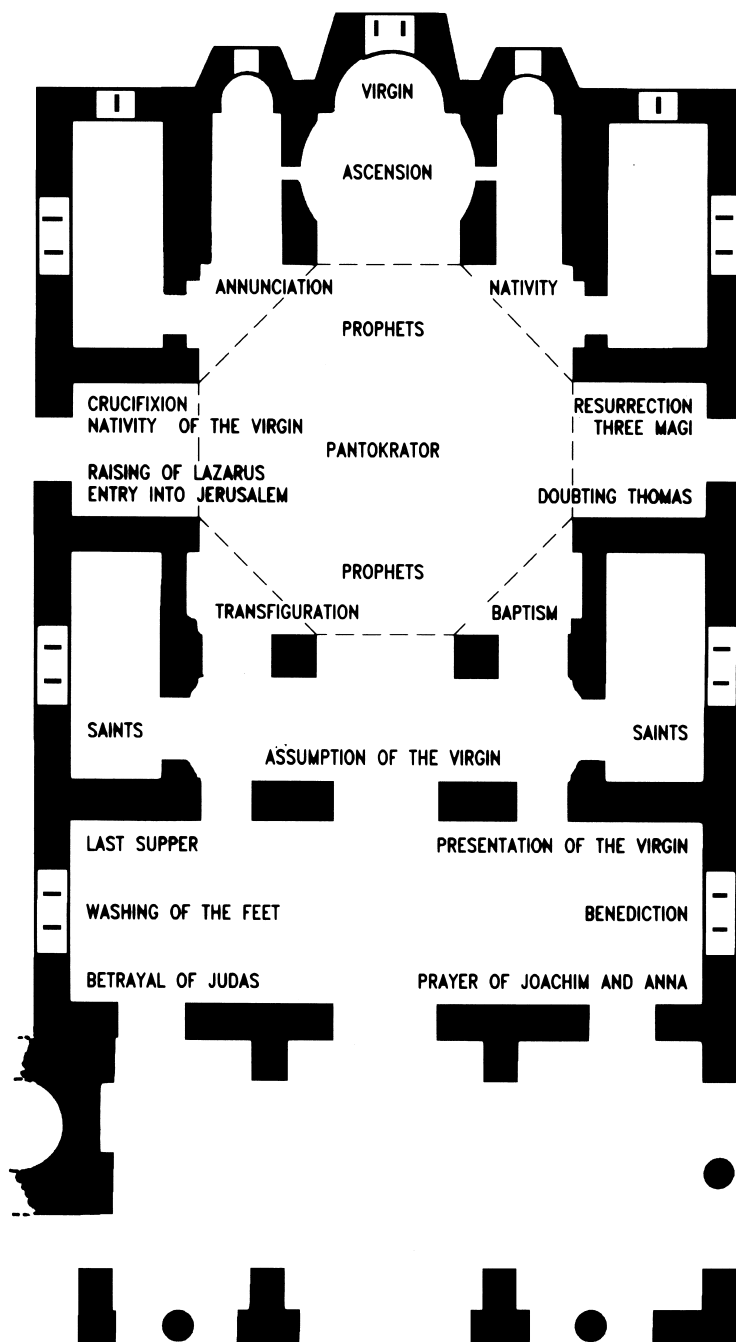 VIRGIN
ASCENSION
ANNUNCIATION
NATIVITY
PROPHETS
CRUCIFIXION
NATIVITY OF THE VIRGIN
RESURRECTION
THREE MAGI
PANTOKRATOR
RAISING OF LAZARUS
ENTRY INTO JERUSALEM
DOUBTING THOMAS
PROPHETS
TRANSFIGURATION
BAPTISM
SAINTS
SAINTS
ASSUMPTION OF THE VIRGIN
LAST SUPPER
PRESENTATION OF THE VIRGIN
WASHING OF THE FEET
BENEDICTION
BETRAYAL OF JUDAS
PRAYER OF JOACHIM AND ANNA